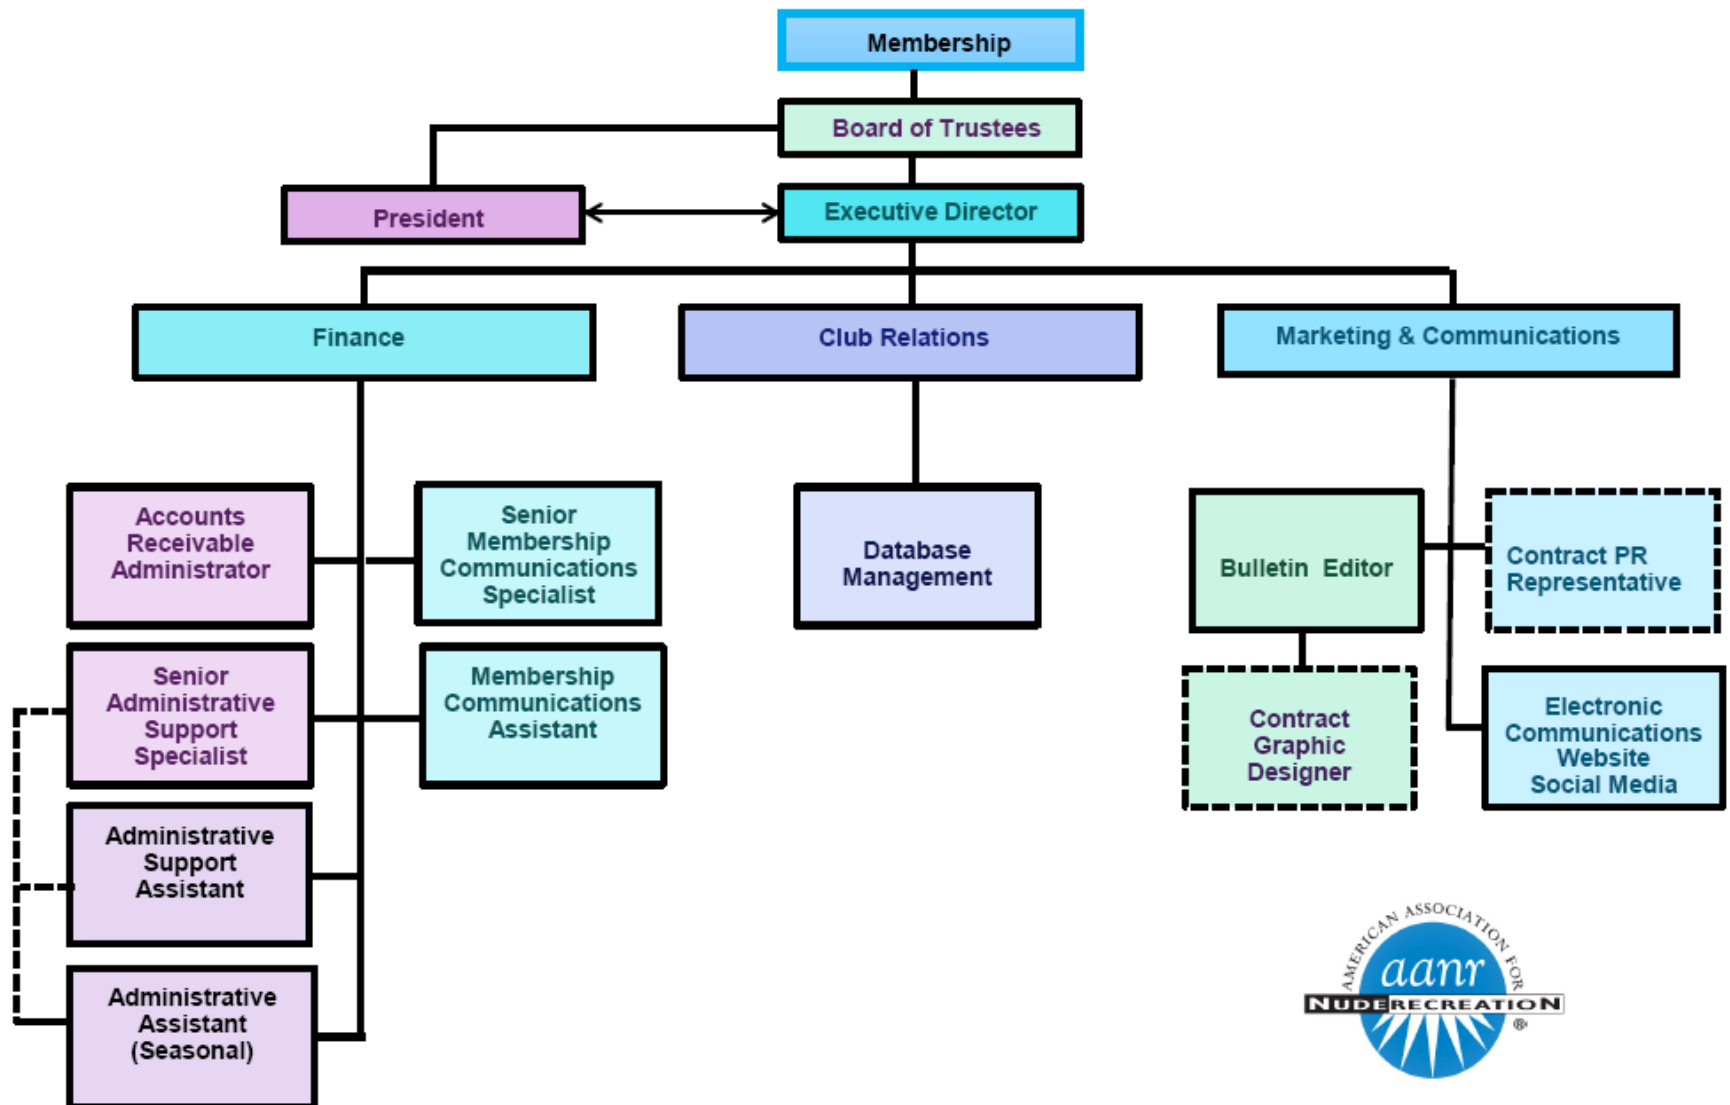 Membership
Board of Trustees
President
Executive Director
Finance
Club Relations
Marketing & Communications
Accounts
Receivable
Administrator
Senior
Membership
Communications
Specialist
Database
Management
Bulletin Editor
Contract PR
Representative
Senior
Administrative
Support
Specialist
Membership
Communications
Assistant
Contract
Graphic
Designer
Electronic
Communications
Website
Social Media
Administrative
Support
Assistant
Administrative
Assistant
(Seasonal)
AMERICAN ASSOCIATION FOR
aanr
NUDERECREATION
®